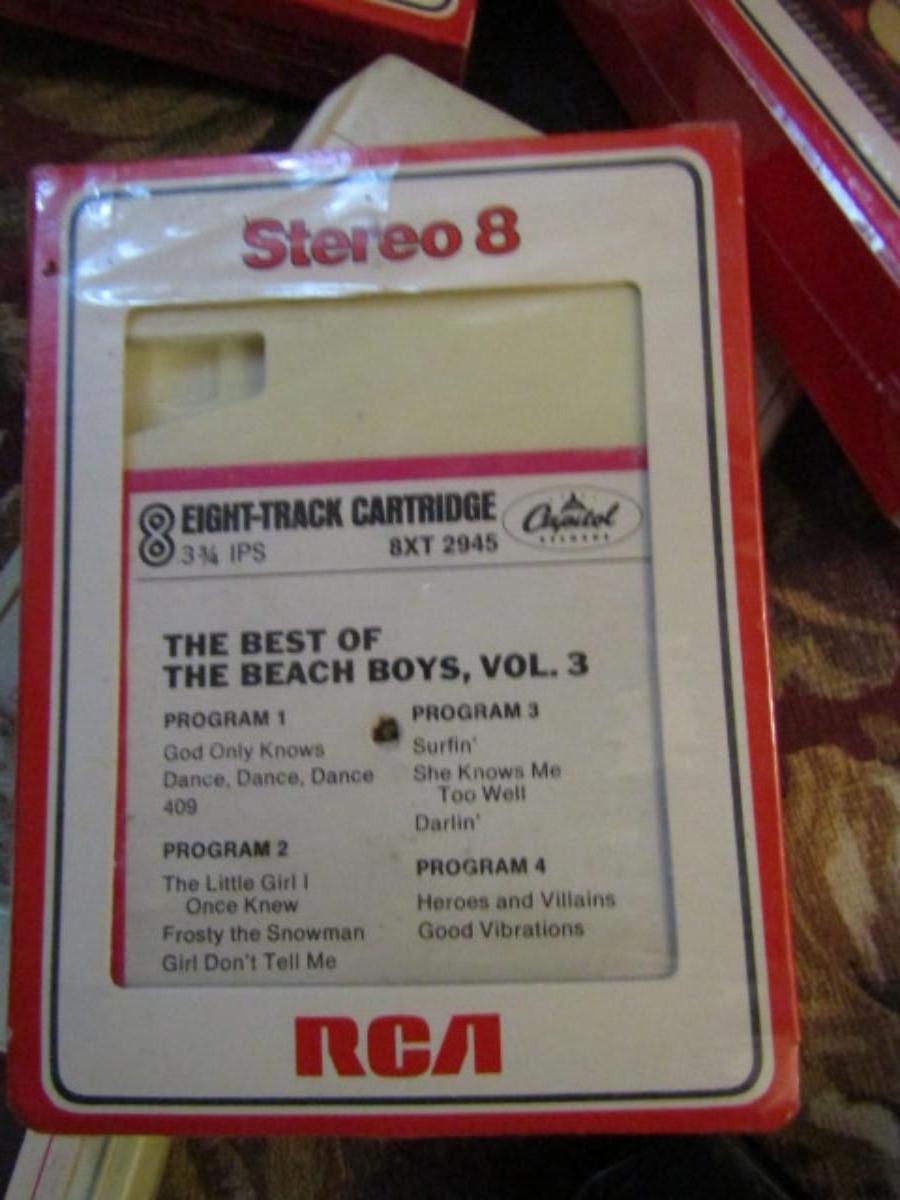 Stereo 8
8 EIGHT-TRACK CARTRIDGE
3¾ IPS 8XT 2945
Capitol
RECORDS
THE BEST OF
THE BEACH BOYS, VOL. 3
PROGRAM 1
God Only Knows
Dance, Dance, Dance
409
PROGRAM 2
The Little Girl I
Once Knew
Frosty the Snowman
Girl Don't Tell Me
PROGRAM 3
Surfin'
She Knows Me
Too Well
Darlin'
PROGRAM 4
Heroes and Villains
Good Vibrations
RCA